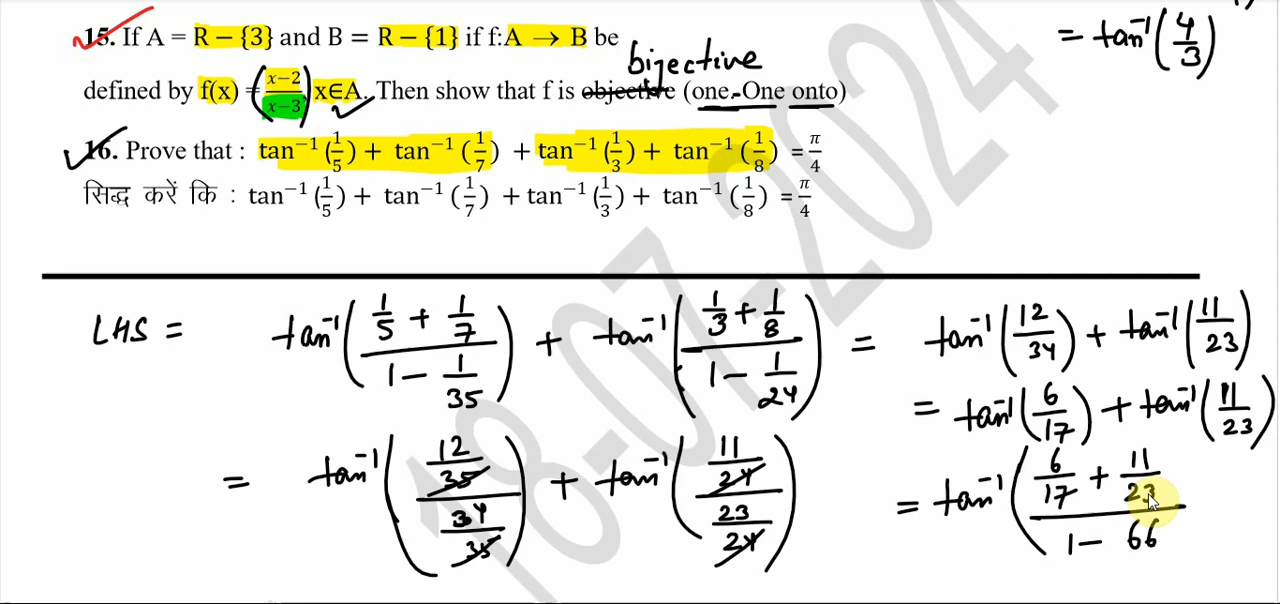 15. If A = R − {3} and B = R − {1} if f:A → B be
bijective
defined by f(x) = (x−2/x−3) x∈A. Then show that f is objective (one-One onto)
= tan⁻¹(4/3)
16. Prove that : tan⁻¹(1/5) + tan⁻¹(1/7) + tan⁻¹(1/3) + tan⁻¹(1/8) = π/4
सिद्ध करें कि : tan⁻¹(1/5) + tan⁻¹(1/7) + tan⁻¹(1/3) + tan⁻¹(1/8) = π/4
18-07-2024
LHS = tan⁻¹((1/5 + 1/7)/(1 − 1/35)) + tan⁻¹((1/3 + 1/8)/(1 − 1/24)) = tan⁻¹(12/34) + tan⁻¹(11/23)
= tan⁻¹(6/17) + tan⁻¹(11/23)
= tan⁻¹((12/35)/(34/35)) + tan⁻¹((11/24)/(23/24))
= tan⁻¹((6/17 + 11/23)/(1 − 66